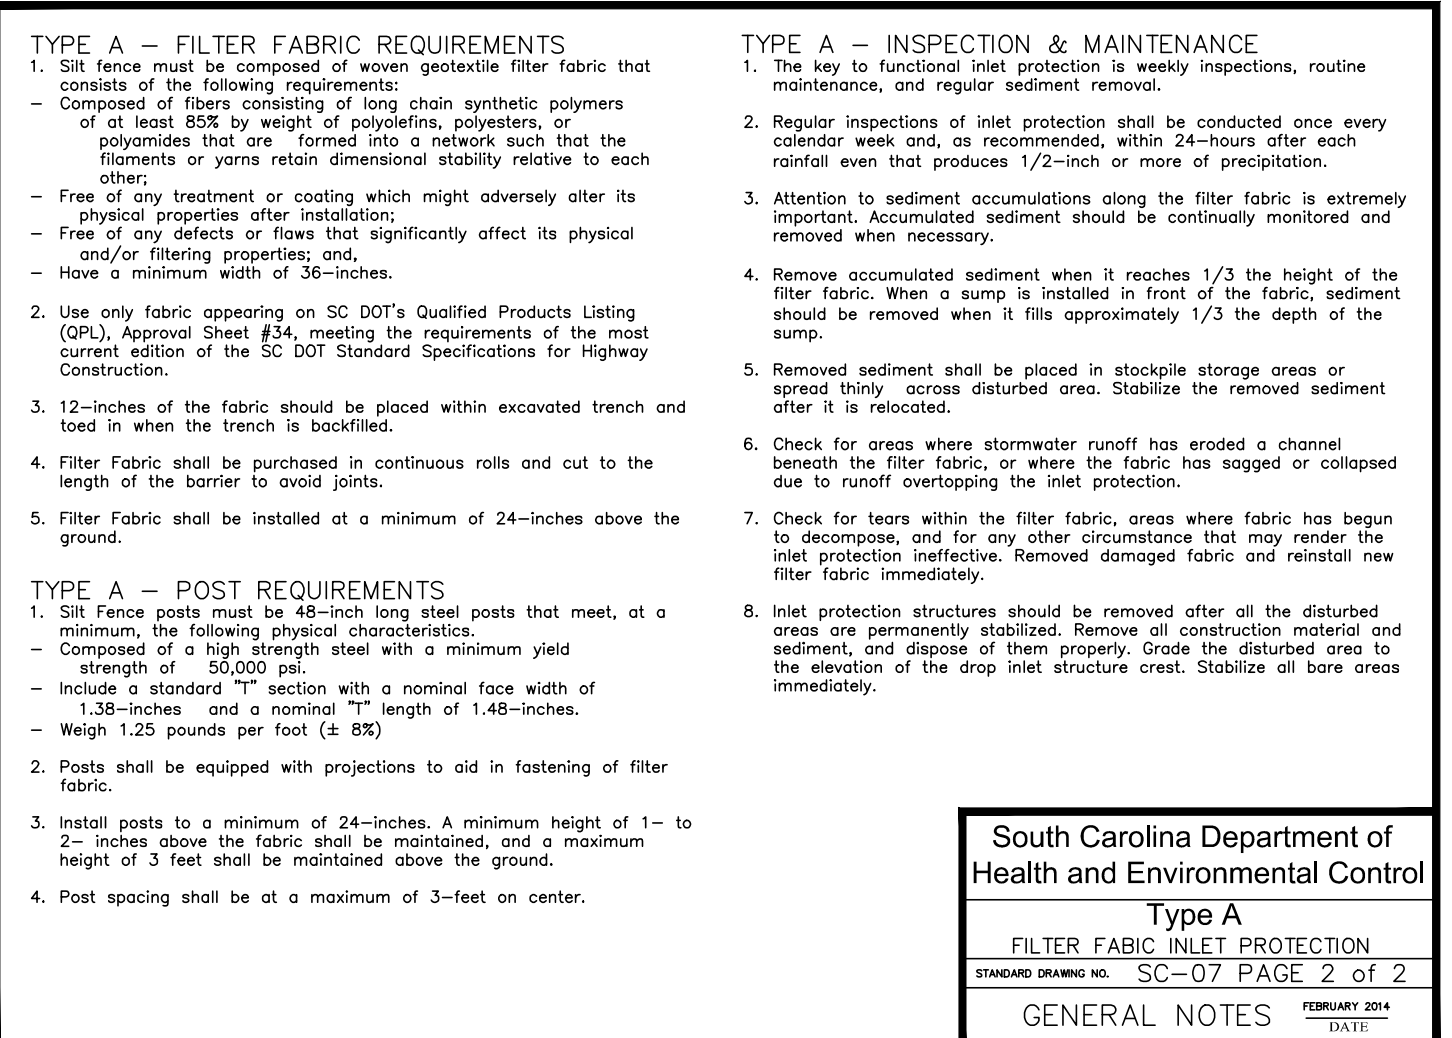 TYPE A – FILTER FABRIC REQUIREMENTS
1. Silt fence must be composed of woven geotextile filter fabric that
consists of the following requirements:
– Composed of fibers consisting of long chain synthetic polymers
of at least 85% by weight of polyolefins, polyesters, or
polyamides that are formed into a network such that the
filaments or yarns retain dimensional stability relative to each
other;
– Free of any treatment or coating which might adversely alter its
physical properties after installation;
– Free of any defects or flaws that significantly affect its physical
and/or filtering properties; and,
– Have a minimum width of 36–inches.
2. Use only fabric appearing on SC DOT's Qualified Products Listing
(QPL), Approval Sheet #34, meeting the requirements of the most
current edition of the SC DOT Standard Specifications for Highway
Construction.
3. 12–inches of the fabric should be placed within excavated trench and
toed in when the trench is backfilled.
4. Filter Fabric shall be purchased in continuous rolls and cut to the
length of the barrier to avoid joints.
5. Filter Fabric shall be installed at a minimum of 24–inches above the
ground.
TYPE A – POST REQUIREMENTS
1. Silt Fence posts must be 48–inch long steel posts that meet, at a
minimum, the following physical characteristics.
– Composed of a high strength steel with a minimum yield
strength of 50,000 psi.
– Include a standard "T" section with a nominal face width of
1.38–inches and a nominal "T" length of 1.48–inches.
– Weigh 1.25 pounds per foot (± 8%)
2. Posts shall be equipped with projections to aid in fastening of filter
fabric.
3. Install posts to a minimum of 24–inches. A minimum height of 1– to
2– inches above the fabric shall be maintained, and a maximum
height of 3 feet shall be maintained above the ground.
4. Post spacing shall be at a maximum of 3–feet on center.
TYPE A – INSPECTION & MAINTENANCE
1. The key to functional inlet protection is weekly inspections, routine
maintenance, and regular sediment removal.
2. Regular inspections of inlet protection shall be conducted once every
calendar week and, as recommended, within 24–hours after each
rainfall even that produces 1/2–inch or more of precipitation.
3. Attention to sediment accumulations along the filter fabric is extremely
important. Accumulated sediment should be continually monitored and
removed when necessary.
4. Remove accumulated sediment when it reaches 1/3 the height of the
filter fabric. When a sump is installed in front of the fabric, sediment
should be removed when it fills approximately 1/3 the depth of the
sump.
5. Removed sediment shall be placed in stockpile storage areas or
spread thinly across disturbed area. Stabilize the removed sediment
after it is relocated.
6. Check for areas where stormwater runoff has eroded a channel
beneath the filter fabric, or where the fabric has sagged or collapsed
due to runoff overtopping the inlet protection.
7. Check for tears within the filter fabric, areas where fabric has begun
to decompose, and for any other circumstance that may render the
inlet protection ineffective. Removed damaged fabric and reinstall new
filter fabric immediately.
8. Inlet protection structures should be removed after all the disturbed
areas are permanently stabilized. Remove all construction material and
sediment, and dispose of them properly. Grade the disturbed area to
the elevation of the drop inlet structure crest. Stabilize all bare areas
immediately.
South Carolina Department of
Health and Environmental Control
Type A
FILTER FABIC INLET PROTECTION
STANDARD DRAWING NO. SC–07 PAGE 2 of 2
GENERAL NOTES FEBRUARY 2014
DATE